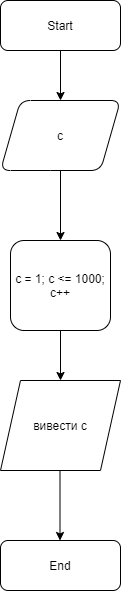 Start
c
c = 1; c <= 1000;
c++
вивести c
End